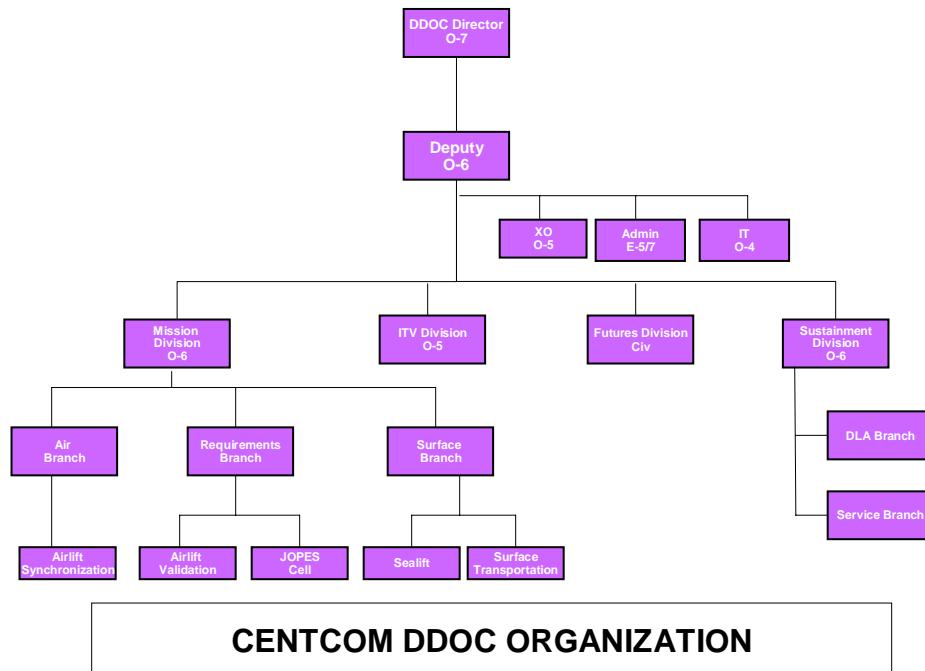 DDOC Director
O-7
Deputy
O-6
XO
O-5
Admin
E-5/7
IT
O-4
Mission
Division
O-6
ITV Division
O-5
Futures Division
Civ
Sustainment
Division
O-6
Air
Branch
Requirements
Branch
Surface
Branch
DLA Branch
Service Branch
Airlift
Synchronization
Airlift
Validation
JOPES
Cell
Sealift
Surface
Transportation
CENTCOM DDOC ORGANIZATION